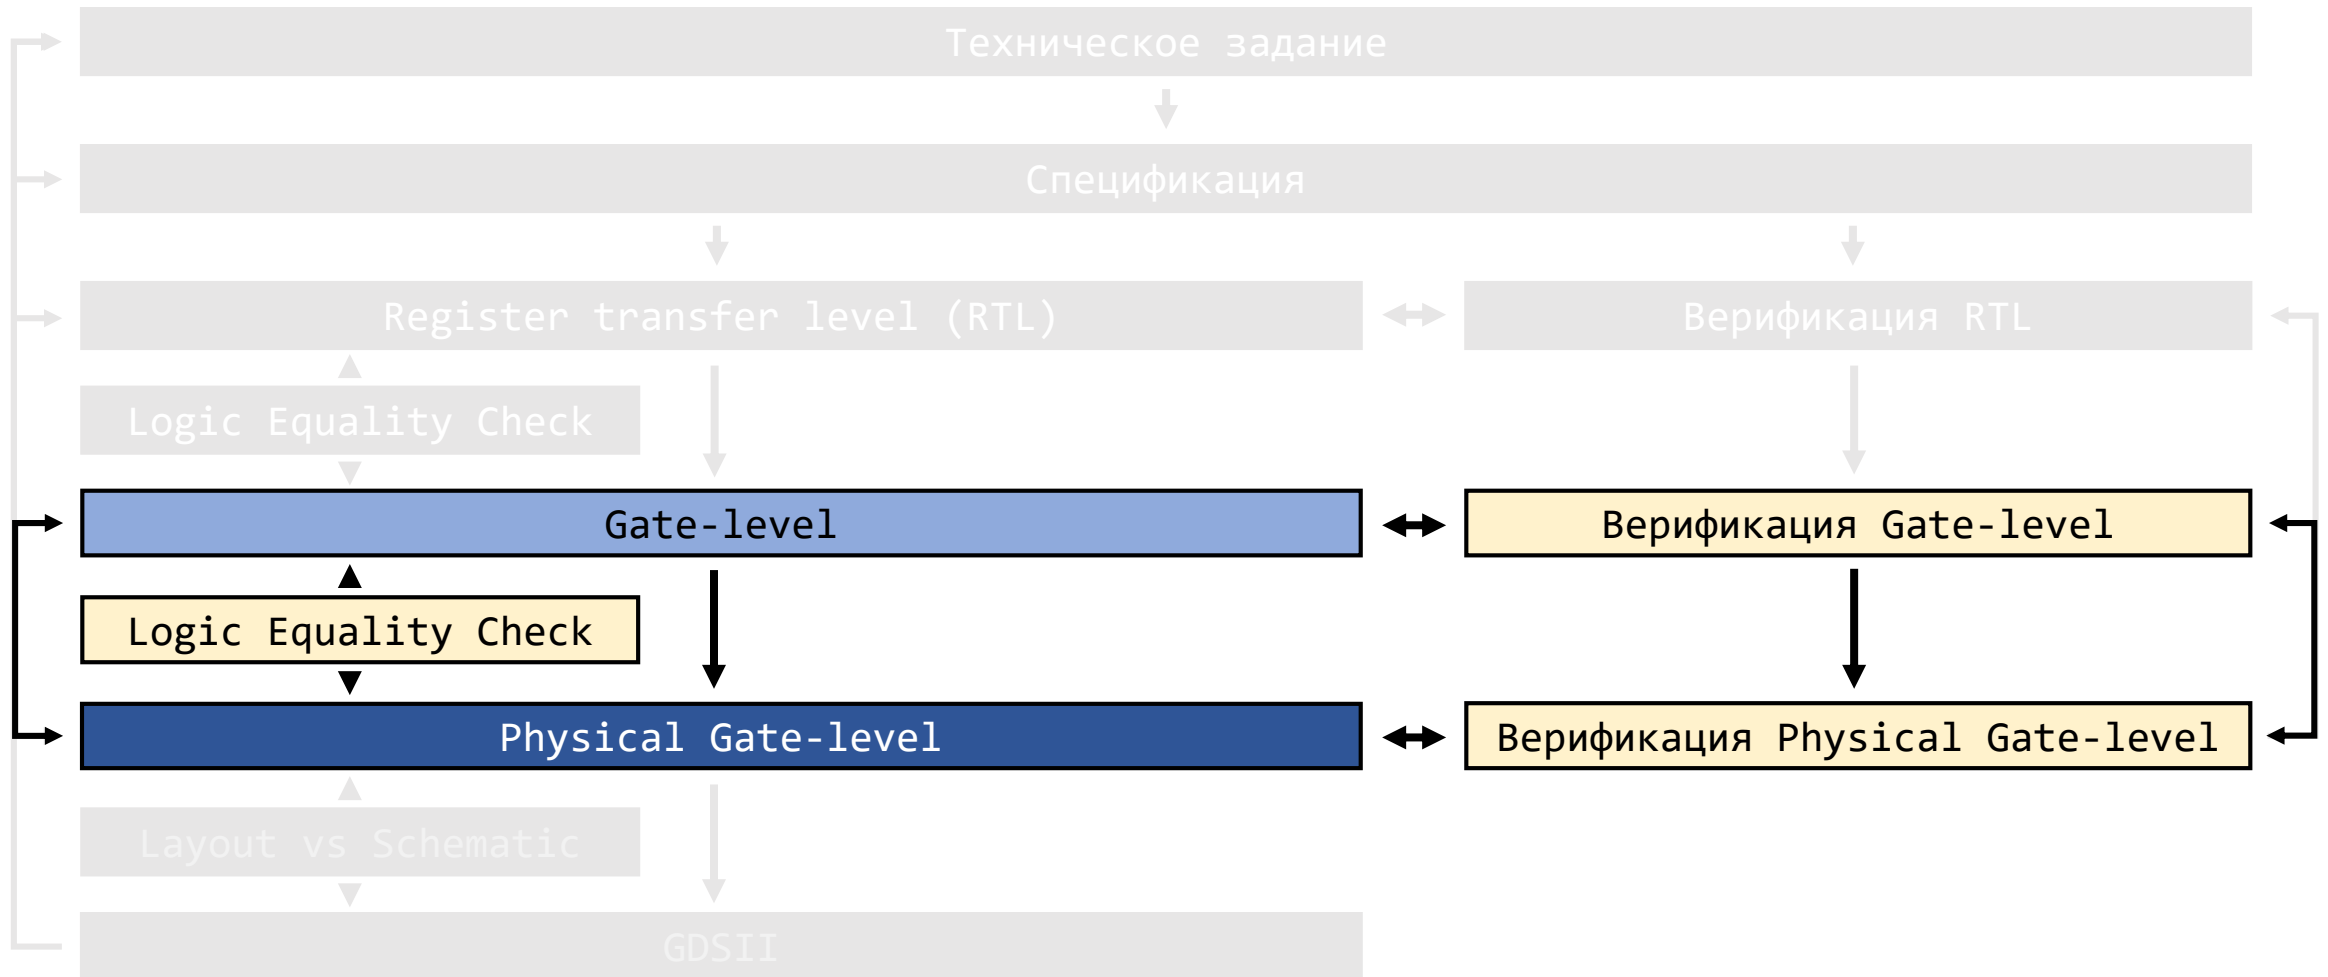 Техническое задание
Спецификация
Register transfer level (RTL)
Верификация RTL
Logic Equality Check
Gate-level
Верификация Gate-level
Logic Equality Check
Physical Gate-level
Верификация Physical Gate-level
Layout vs Schematic
GDSII